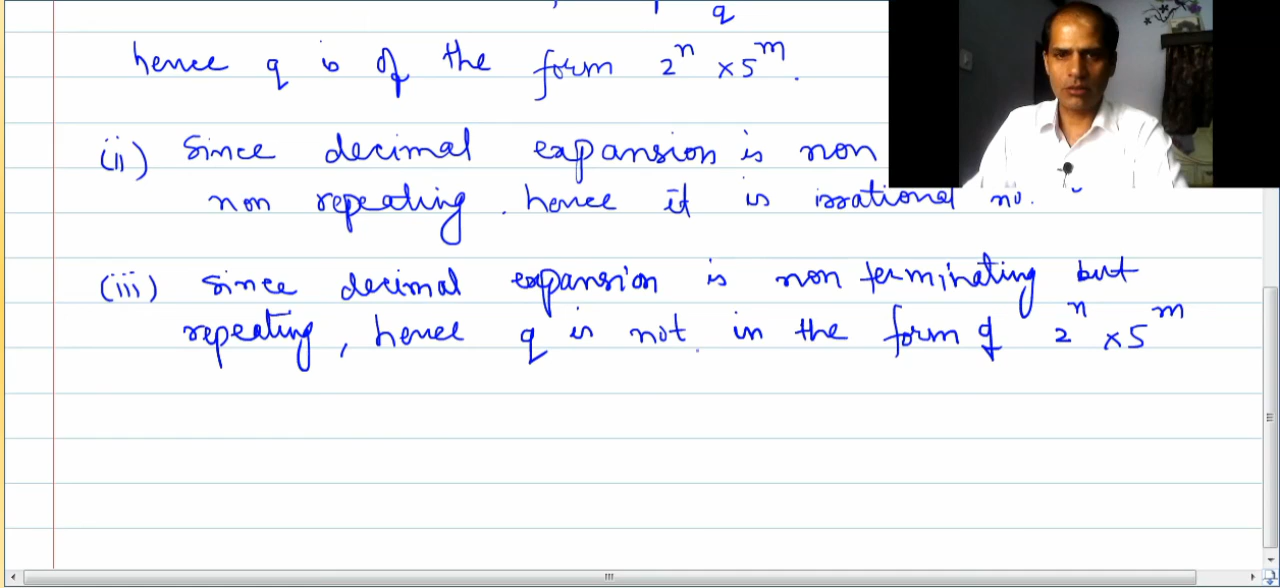 q
hence q is of the form 2ⁿ × 5ᵐ.
(ii) Since decimal expansion is non
non repeating. hence it is irrational no.
(iii) Since decimal expansion is non terminating but
repeating, hence q is not in the form of 2ⁿ × 5ᵐ